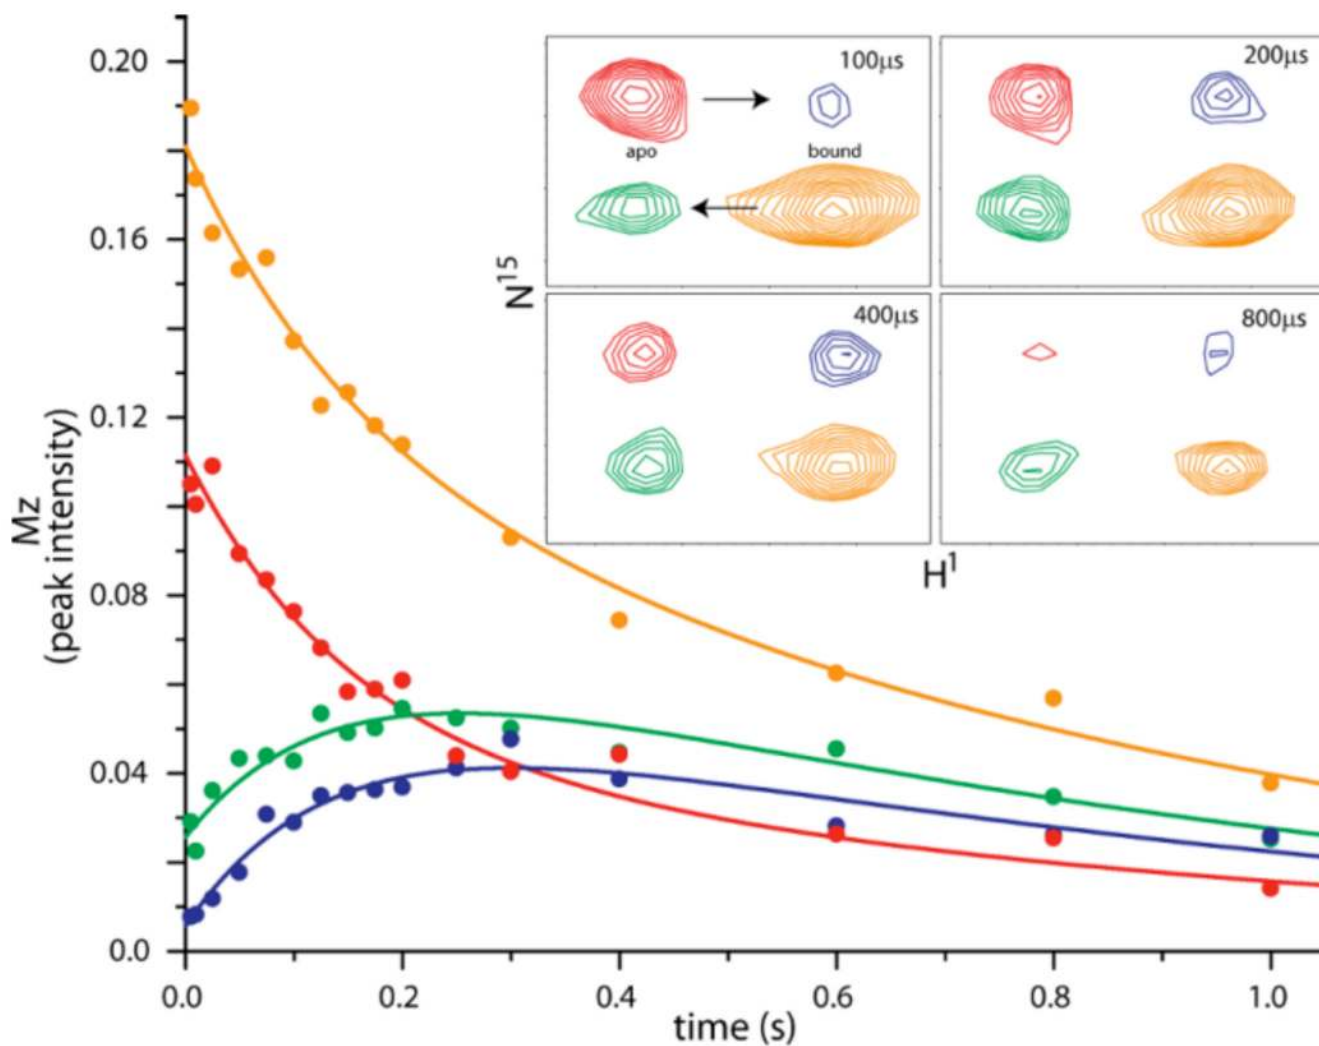 0.20
0.16
0.12
0.08
0.04
0.0
Mz
(peak intensity)
0.0 0.2 0.4 0.6 0.8 1.0
time (s)
100μs
apo bound
200μs
400μs
800μs
N¹⁵
H¹